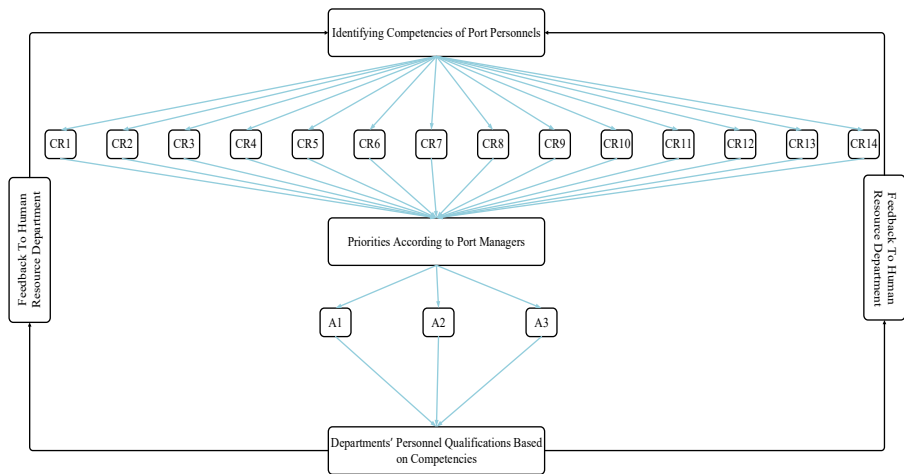 Identifying Competencies of Port Personnels
CR1
CR2
CR3
CR4
CR5
CR6
CR7
CR8
CR9
CR10
CR11
CR12
CR13
CR14
Feedback To Human
Resource Department
Priorities According to Port Managers
Feedback To Human
Resource Department
A1
A2
A3
Departments' Personnel Qualifications Based
on Competencies